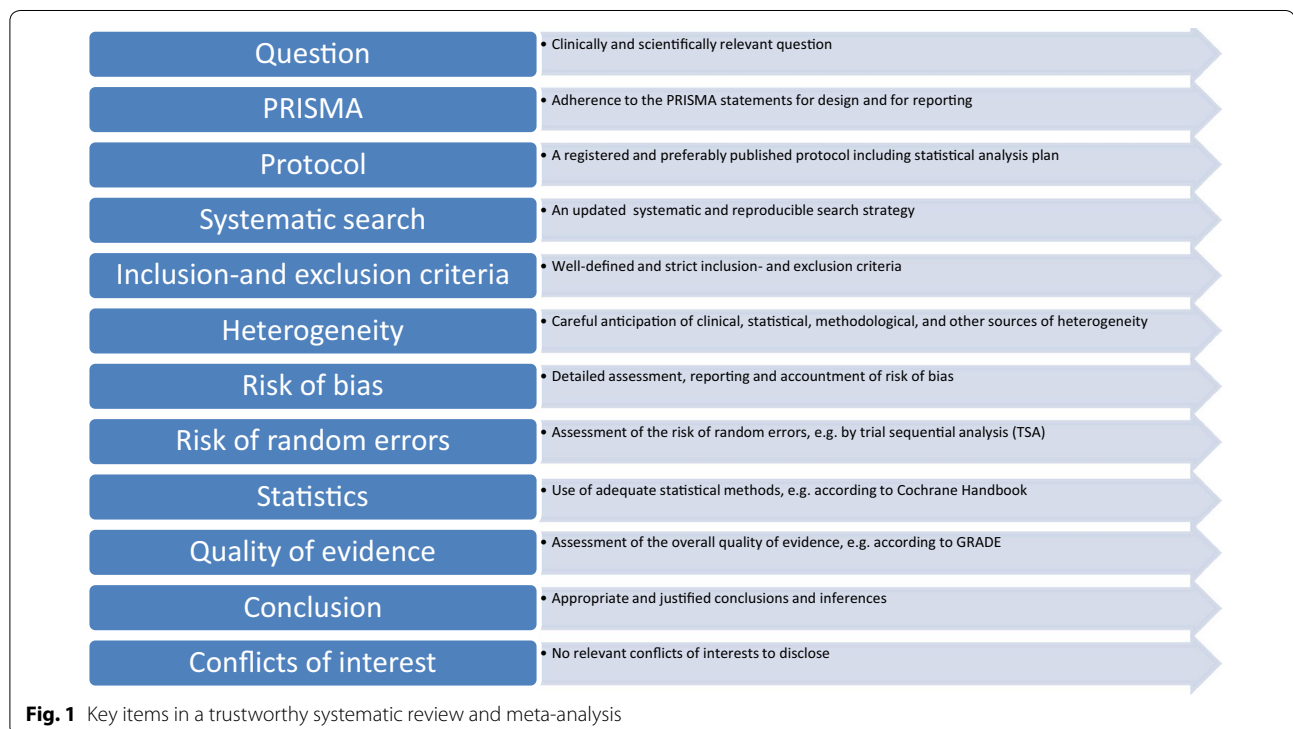 Question
• Clinically and scientifically relevant question
PRISMA
• Adherence to the PRISMA statements for design and for reporting
Protocol
• A registered and preferably published protocol including statistical analysis plan
Systematic search
• An updated systematic and reproducible search strategy
Inclusion-and exclusion criteria
• Well-defined and strict inclusion- and exclusion criteria
Heterogeneity
• Careful anticipation of clinical, statistical, methodological, and other sources of heterogeneity
Risk of bias
• Detailed assessment, reporting and accountment of risk of bias
Risk of random errors
• Assessment of the risk of random errors, e.g. by trial sequential analysis (TSA)
Statistics
• Use of adequate statistical methods, e.g. according to Cochrane Handbook
Quality of evidence
• Assessment of the overall quality of evidence, e.g. according to GRADE
Conclusion
• Appropriate and justified conclusions and inferences
Conflicts of interest
• No relevant conflicts of interests to disclose
Fig. 1 Key items in a trustworthy systematic review and meta-analysis